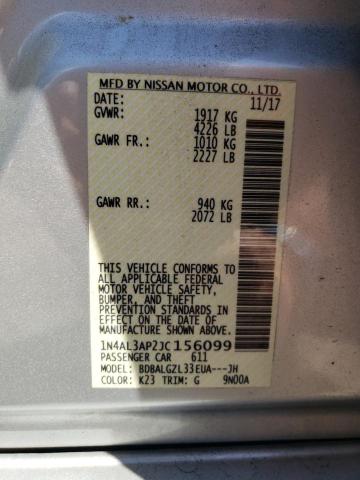 MFD BY NISSAN MOTOR CO., LTD.
DATE: 11/17
GVWR: 1917 KG
4226 LB
GAWR FR.: 1010 KG
2227 LB
GAWR RR.: 940 KG
2072 LB
THIS VEHICLE CONFORMS TO
ALL APPLICABLE FEDERAL
MOTOR VEHICLE SAFETY,
BUMPER, AND THEFT
PREVENTION STANDARDS
IN EFFECT ON THE DATE OF
MANUFACTURE SHOWN ABOVE.
1N4AL3AP2JC156099
PASSENGER CAR 611
MODEL: BDBALGZL33EUA---JH
COLOR: K23 TRIM: G 9N00A